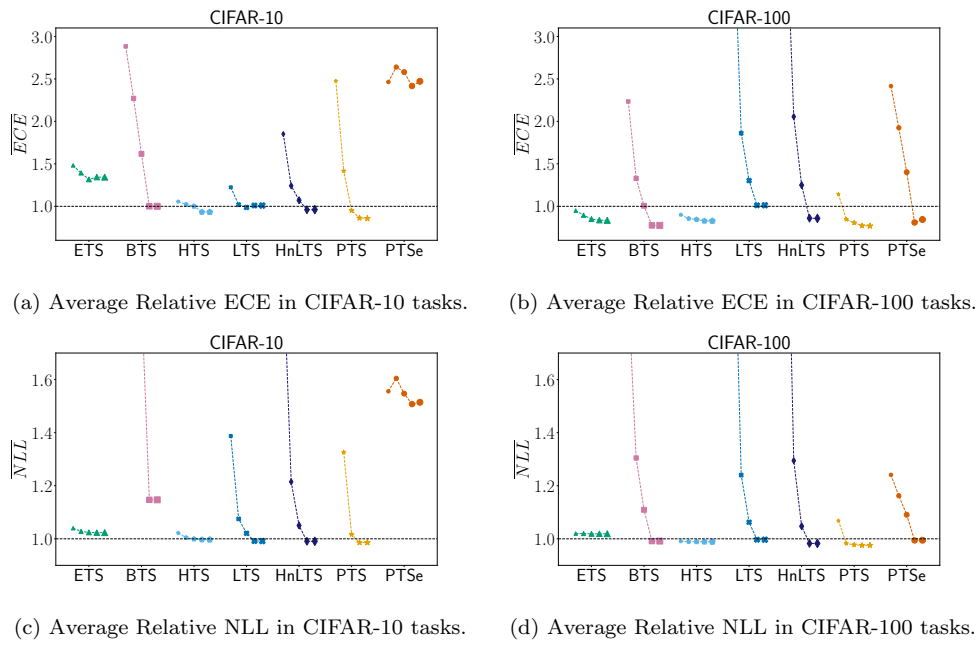 CIFAR-10
CIFAR-100
3.0
2.5
2.0
1.5
1.0
ECE
ETS BTS HTS LTS HnLTS PTS PTSe
3.0
2.5
2.0
1.5
1.0
ECE
ETS BTS HTS LTS HnLTS PTS PTSe
(a) Average Relative ECE in CIFAR-10 tasks.
(b) Average Relative ECE in CIFAR-100 tasks.
CIFAR-10
CIFAR-100
1.6
1.4
1.2
1.0
NLL
ETS BTS HTS LTS HnLTS PTS PTSe
1.6
1.4
1.2
1.0
NLL
ETS BTS HTS LTS HnLTS PTS PTSe
(c) Average Relative NLL in CIFAR-10 tasks.
(d) Average Relative NLL in CIFAR-100 tasks.